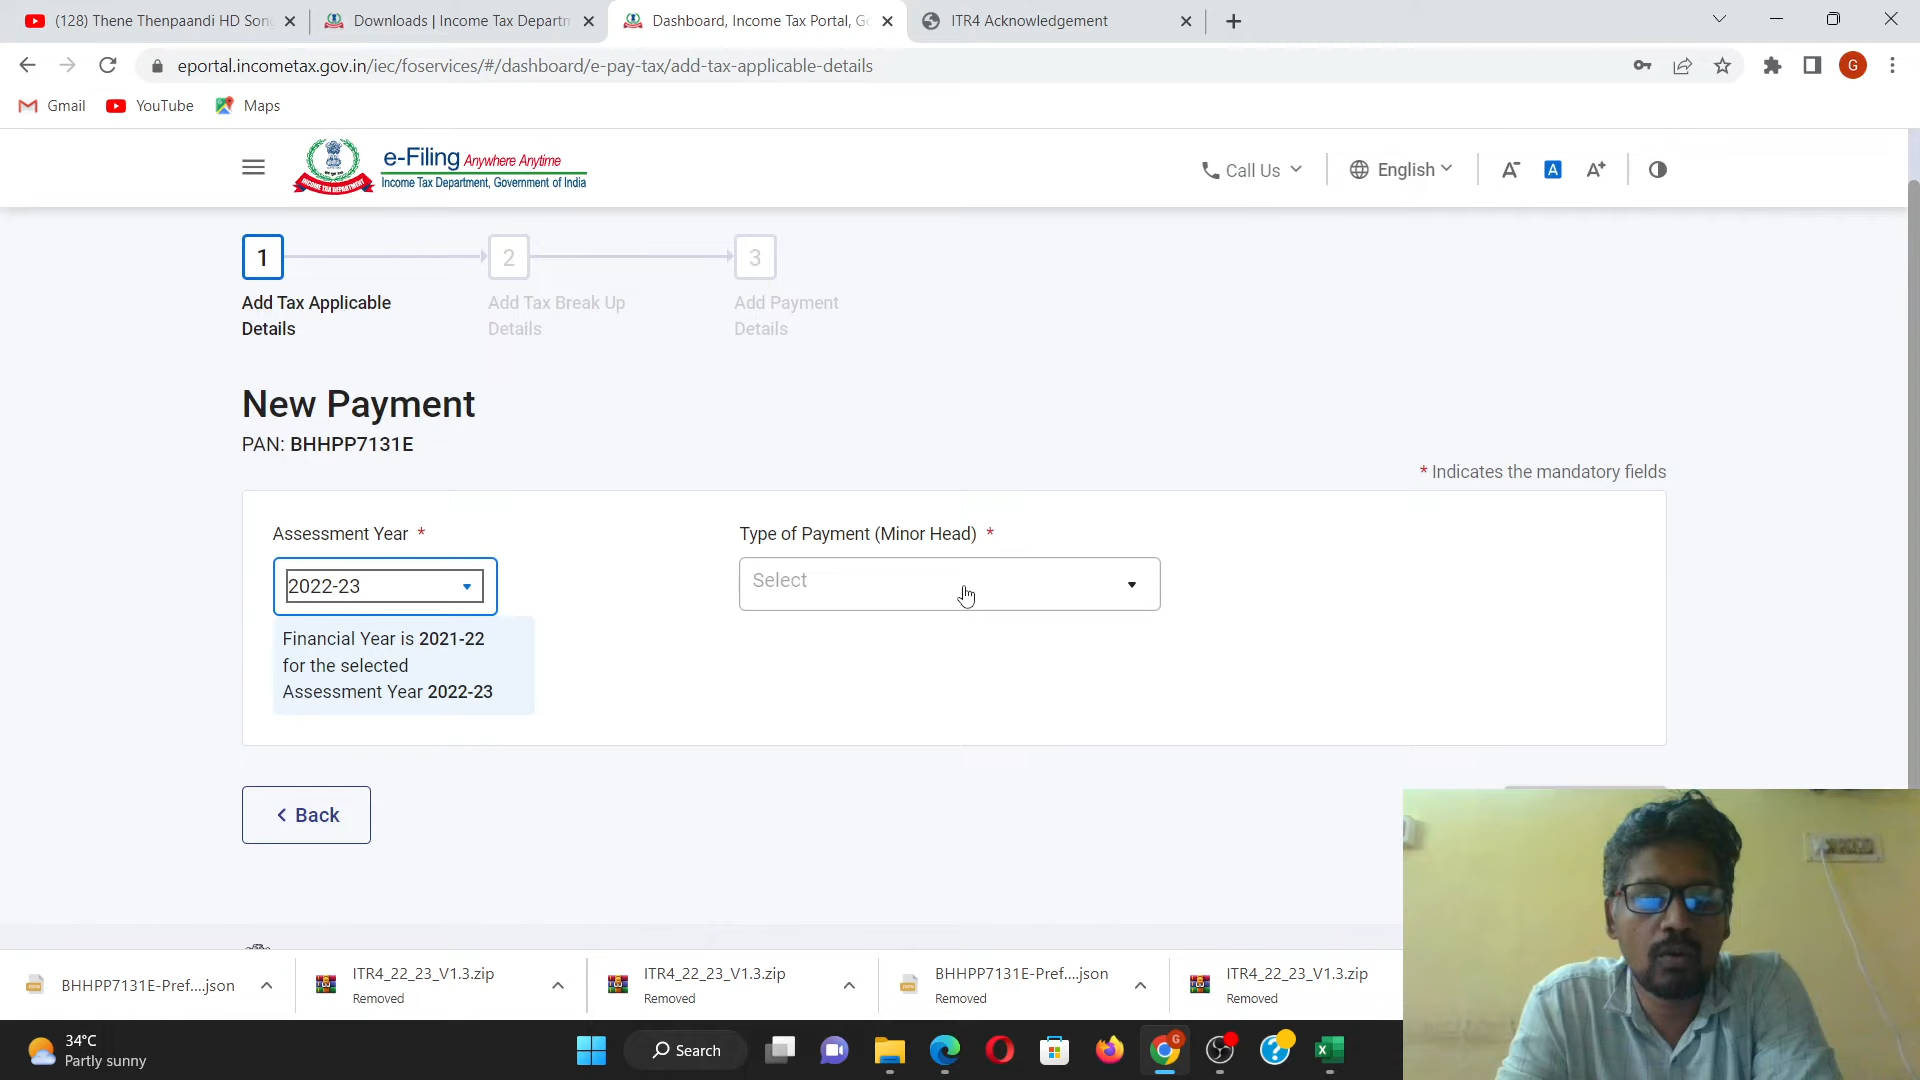 (128) Thene Thenpaandi HD Song
Downloads | Income Tax Departm
Dashboard, Income Tax Portal, Go
ITR4 Acknowledgement
eportal.incometax.gov.in/iec/foservices/#/dashboard/e-pay-tax/add-tax-applicable-details
G
Gmail
YouTube
Maps
INCOME TAX DEPARTMENT
e-Filing Anywhere Anytime
Income Tax Department, Government of India
Call Us
English
A-
A
A+
1
2
3
Add Tax Applicable
Details
Add Tax Break Up
Details
Add Payment
Details
New Payment
PAN: BHHPP7131E
* Indicates the mandatory fields
Assessment Year *
Type of Payment (Minor Head) *
2022-23
Select
Financial Year is 2021-22
for the selected
Assessment Year 2022-23
< Back
BHHPP7131E-Pref....json
ITR4_22_23_V1.3.zip
Removed
ITR4_22_23_V1.3.zip
Removed
BHHPP7131E-Pref....json
Removed
ITR4_22_23_V1.3.zip
Removed
34°C
Partly sunny
Search